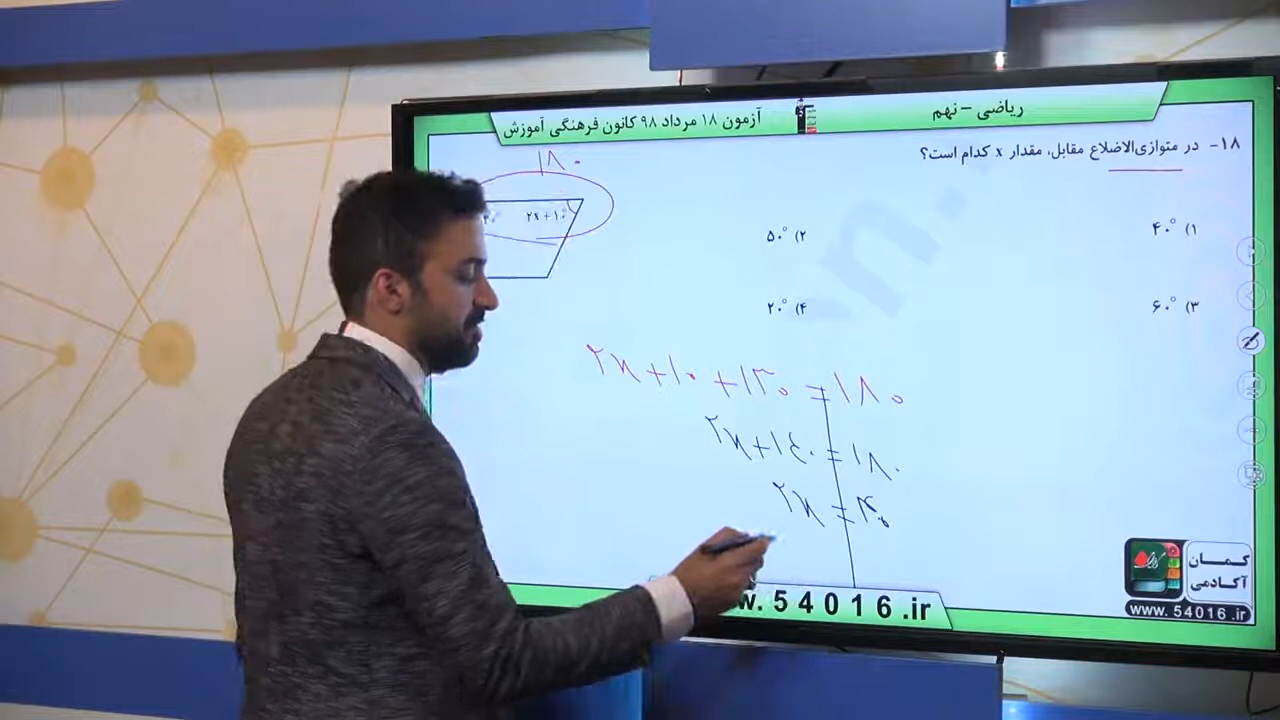 ریاضی – نهم
آزمون ۱۸ مرداد ۹۸ کانون فرهنگی آموزش
۱۸- در متوازی‌الاضلاع مقابل، مقدار x کدام است؟
۱) ۴۰°
۲) ۵۰°
۳) ۶۰°
۴) ۲۰°
۱۸۰
۲x+۱۰°
۲x+۱۰+۱۳۰=۱۸۰
۲x+۱۴۰=۱۸۰
۲x=۴۰
کمان
آکادمی
www.54016.ir
54016.ir